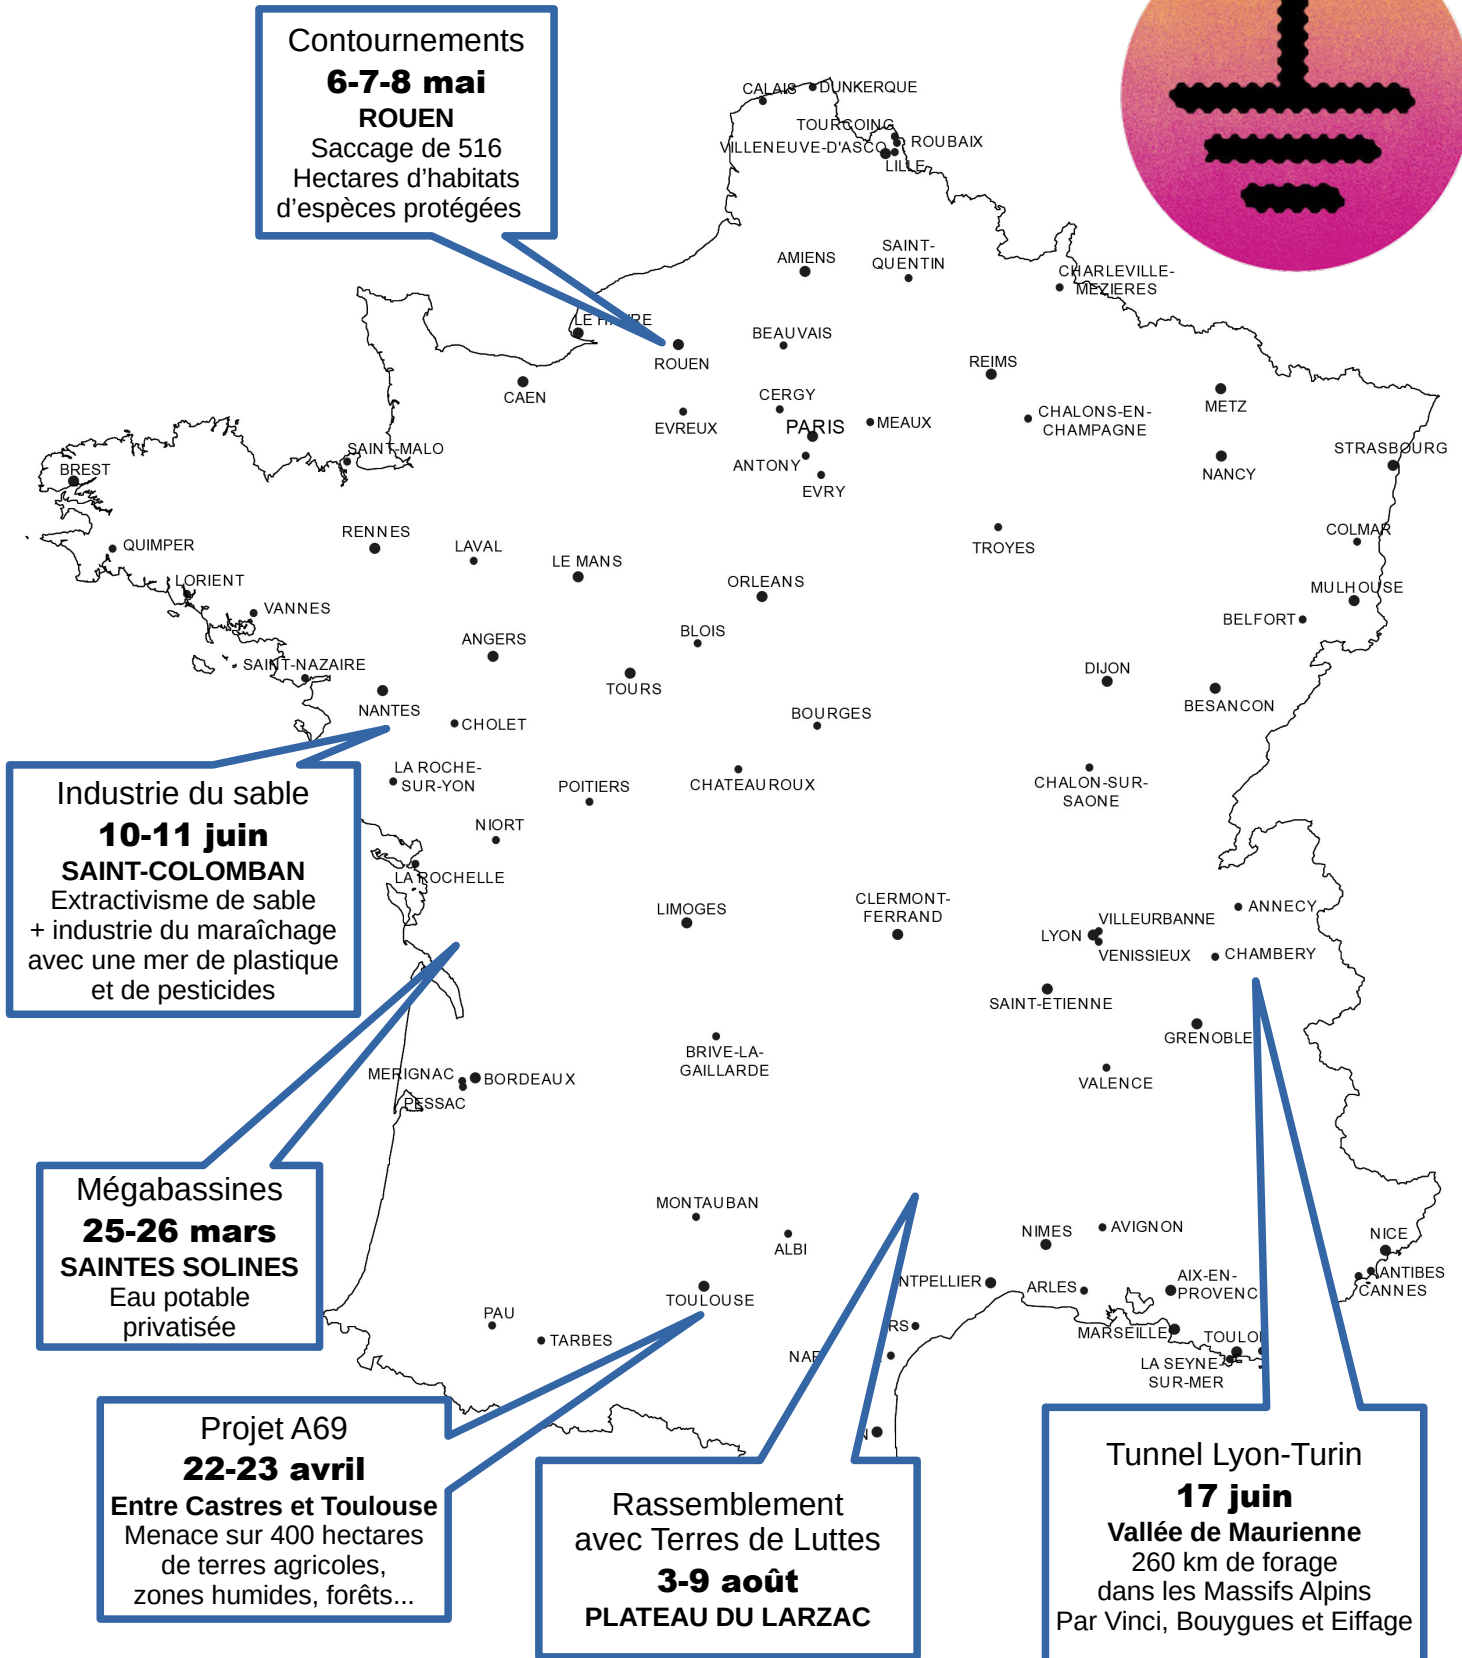 Contournements
6-7-8 mai
ROUEN
Saccage de 516
Hectares d’habitats
d’espèces protégées
CALAIS
DUNKERQUE
TOURCOING
ROUBAIX
VILLENEUVE-D'ASCQ
LILLE
AMIENS
SAINT-
QUENTIN
CHARLEVILLE-
MEZIERES
LE HAVRE
ROUEN
BEAUVAIS
REIMS
CAEN
CERGY
EVREUX
PARIS
MEAUX
CHALONS-EN-
CHAMPAGNE
METZ
ANTONY
EVRY
NANCY
STRASBOURG
SAINT-MALO
BREST
QUIMPER
RENNES
LAVAL
LE MANS
TROYES
COLMAR
LORIENT
VANNES
ORLEANS
MULHOUSE
BELFORT
ANGERS
BLOIS
SAINT-NAZAIRE
TOURS
DIJON
BESANCON
NANTES
CHOLET
BOURGES
LA ROCHE-
SUR-YON
POITIERS
CHATEAUROUX
CHALON-SUR-
SAONE
Industrie du sable
10-11 juin
SAINT-COLOMBAN
Extractivisme de sable
+ industrie du maraîchage
avec une mer de plastique
et de pesticides
NIORT
LA ROCHELLE
LIMOGES
CLERMONT-
FERRAND
VILLEURBANNE
LYON
VENISSIEUX
ANNECY
CHAMBERY
SAINT-ETIENNE
GRENOBLE
BRIVE-LA-
GAILLARDE
VALENCE
MERIGNAC
BORDEAUX
PESSAC
Mégabassines
25-26 mars
SAINTES SOLINES
Eau potable
privatisée
MONTAUBAN
ALBI
NIMES
AVIGNON
NICE
ANTIBES
CANNES
TOULOUSE
NTPELLIER
ARLES
AIX-EN-
PROVENC
PAU
TARBES
RS
NAR
MARSEILLE
TOULO
LA SEYNE-
SUR-MER
N
Projet A69
22-23 avril
Entre Castres et Toulouse
Menace sur 400 hectares
de terres agricoles,
zones humides, forêts...
Rassemblement
avec Terres de Luttes
3-9 août
PLATEAU DU LARZAC
Tunnel Lyon-Turin
17 juin
Vallée de Maurienne
260 km de forage
dans les Massifs Alpins
Par Vinci, Bouygues et Eiffage